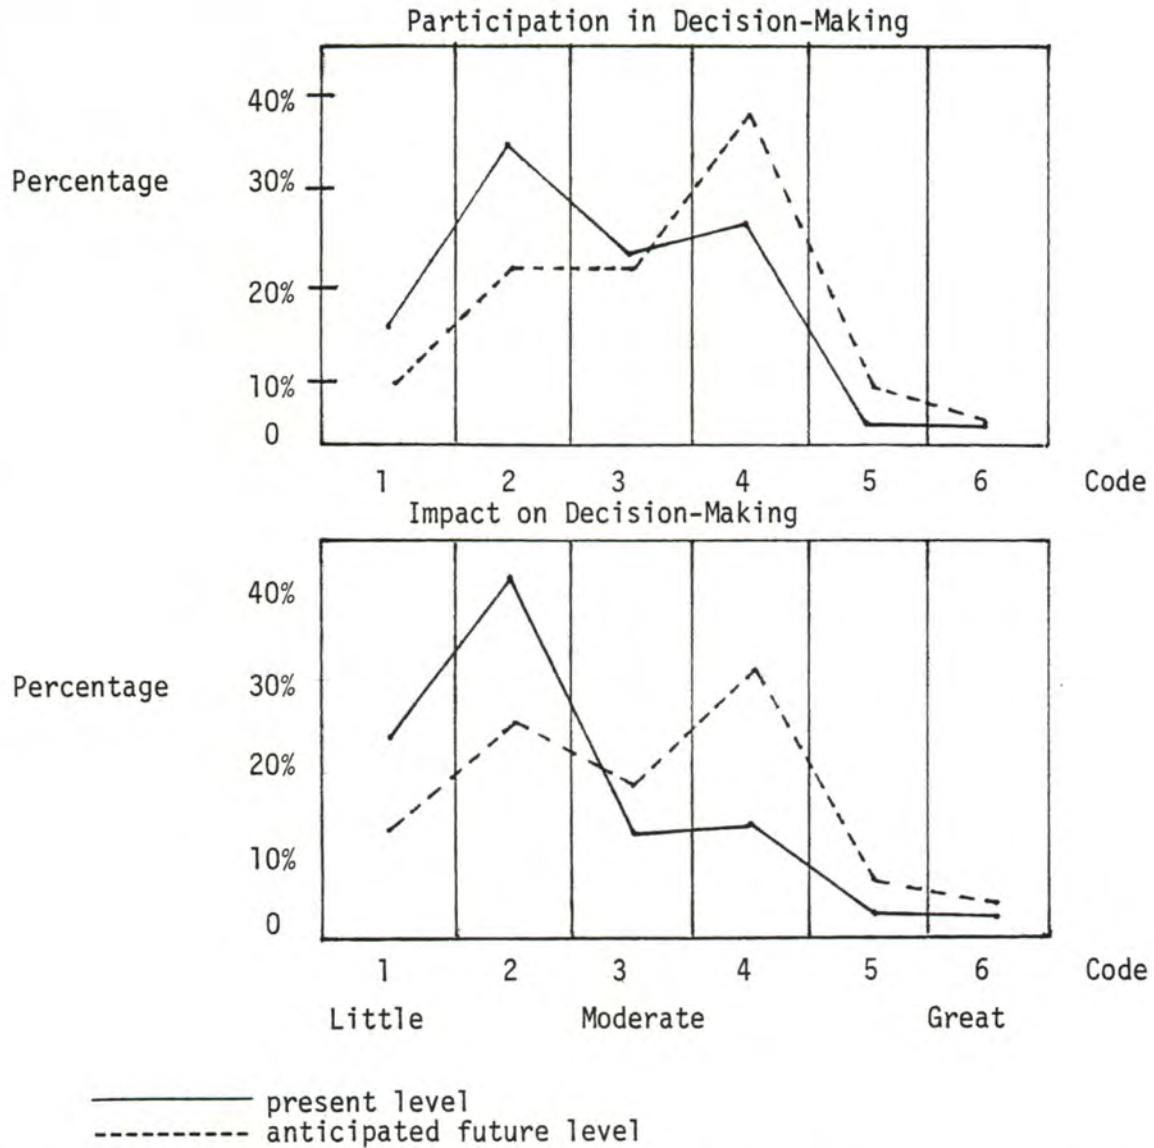 Participation in Decision-Making
40%
Percentage
30%
20%
10%
0
1 2 3 4 5 6 Code
Impact on Decision-Making
40%
Percentage
30%
20%
10%
0
1 2 3 4 5 6 Code
Little Moderate Great
present level
anticipated future level